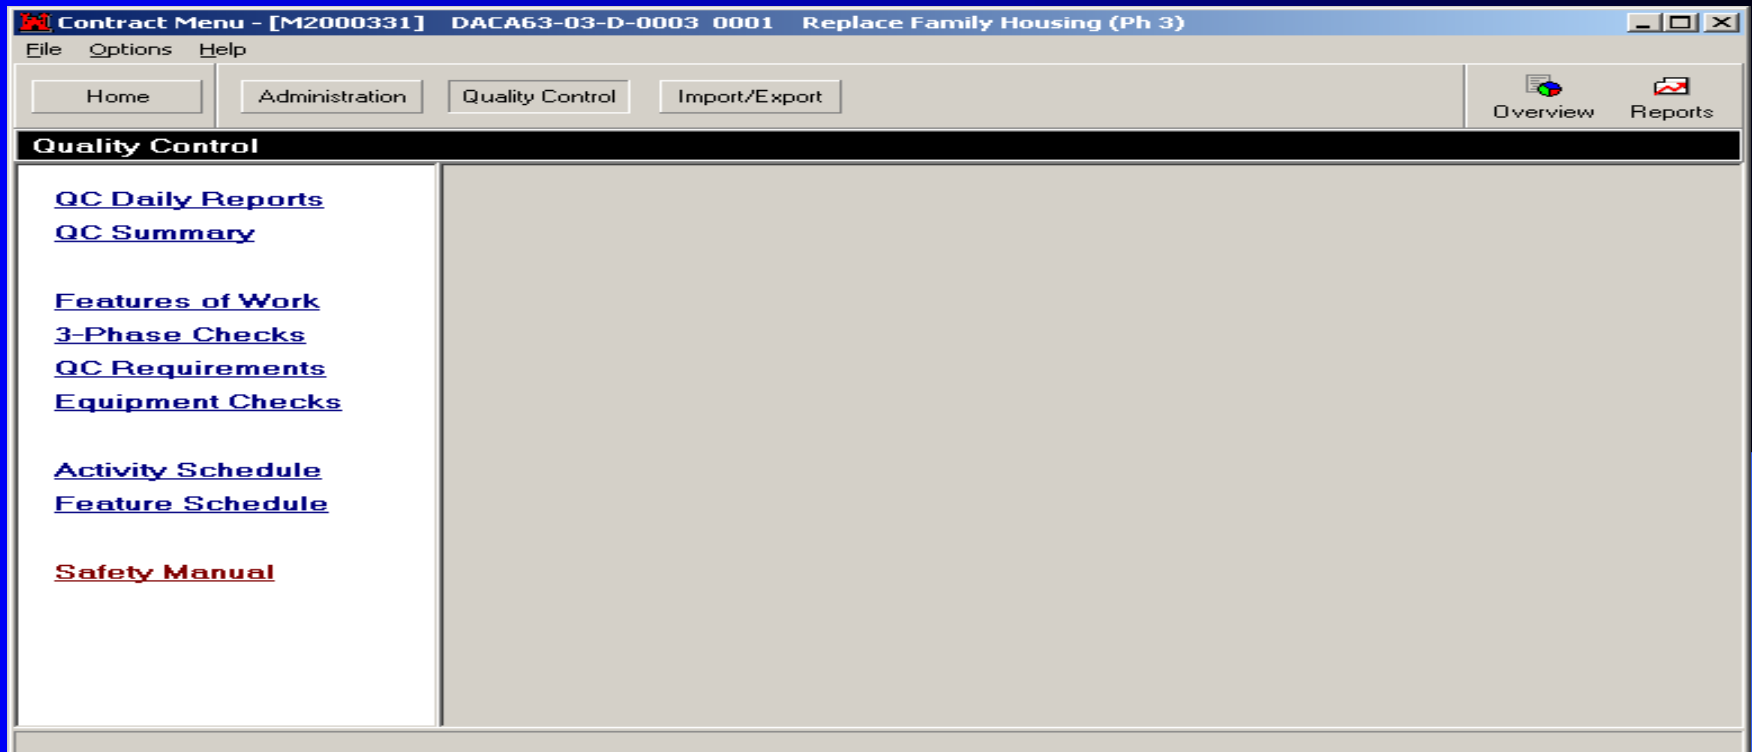 Contract Menu - [M2000331] DACA63-03-D-0003 0001 Replace Family Housing (Ph 3)
File Options Help
Home Administration Quality Control Import/Export Overview Reports
Quality Control
QC Daily Reports
QC Summary
Features of Work
3-Phase Checks
QC Requirements
Equipment Checks
Activity Schedule
Feature Schedule
Safety Manual